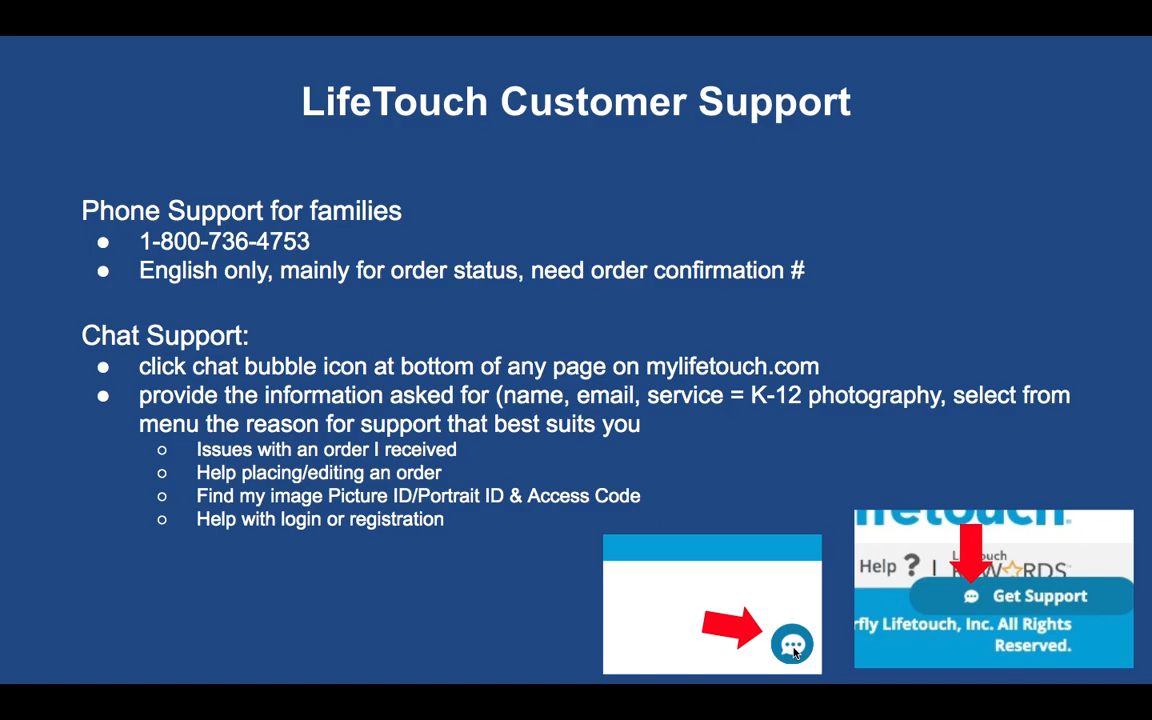 LifeTouch Customer Support
Phone Support for families
● 1-800-736-4753
● English only, mainly for order status, need order confirmation #
Chat Support:
● click chat bubble icon at bottom of any page on mylifetouch.com
● provide the information asked for (name, email, service = K-12 photography, select from
menu the reason for support that best suits you
○ Issues with an order I received
○ Help placing/editing an order
○ Find my image Picture ID/Portrait ID & Access Code
○ Help with login or registration
Help ? |
Get Support
rfly Lifetouch, Inc. All Rights
Reserved.